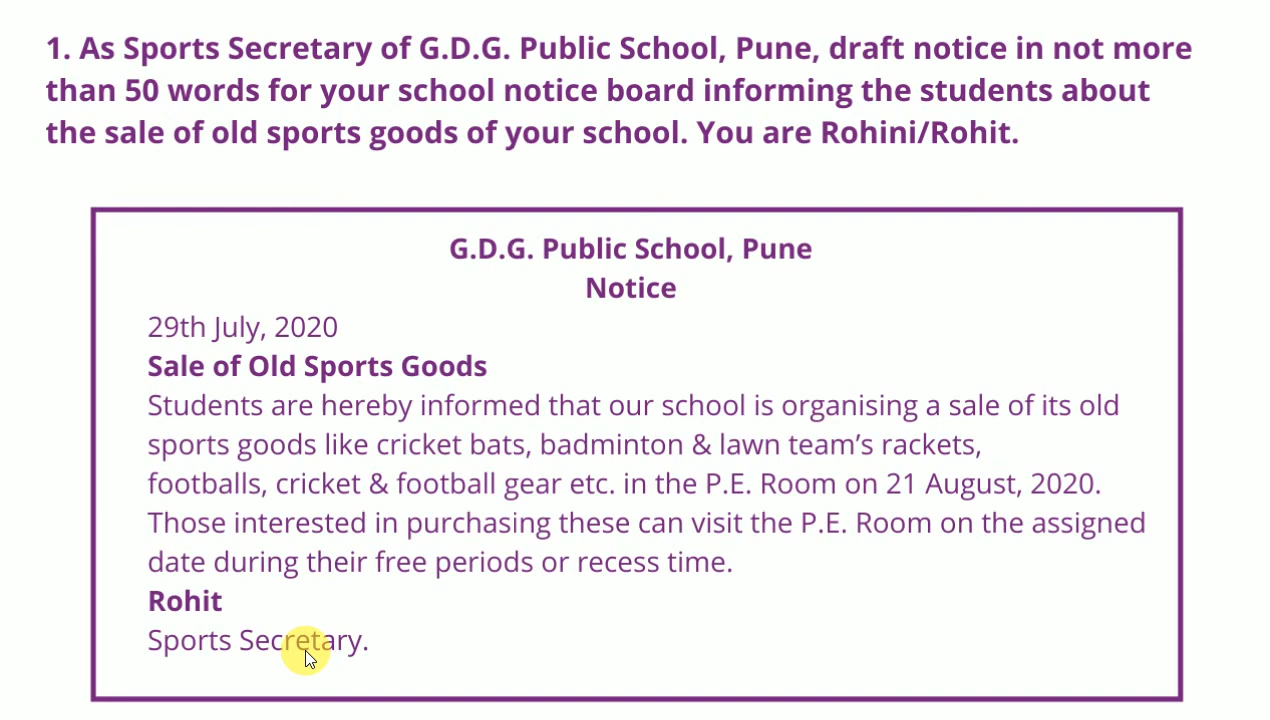 1. As Sports Secretary of G.D.G. Public School, Pune, draft notice in not more
than 50 words for your school notice board informing the students about
the sale of old sports goods of your school. You are Rohini/Rohit.
G.D.G. Public School, Pune
Notice
29th July, 2020
Sale of Old Sports Goods
Students are hereby informed that our school is organising a sale of its old
sports goods like cricket bats, badminton & lawn team’s rackets,
footballs, cricket & football gear etc. in the P.E. Room on 21 August, 2020.
Those interested in purchasing these can visit the P.E. Room on the assigned
date during their free periods or recess time.
Rohit
Sports Secretary.